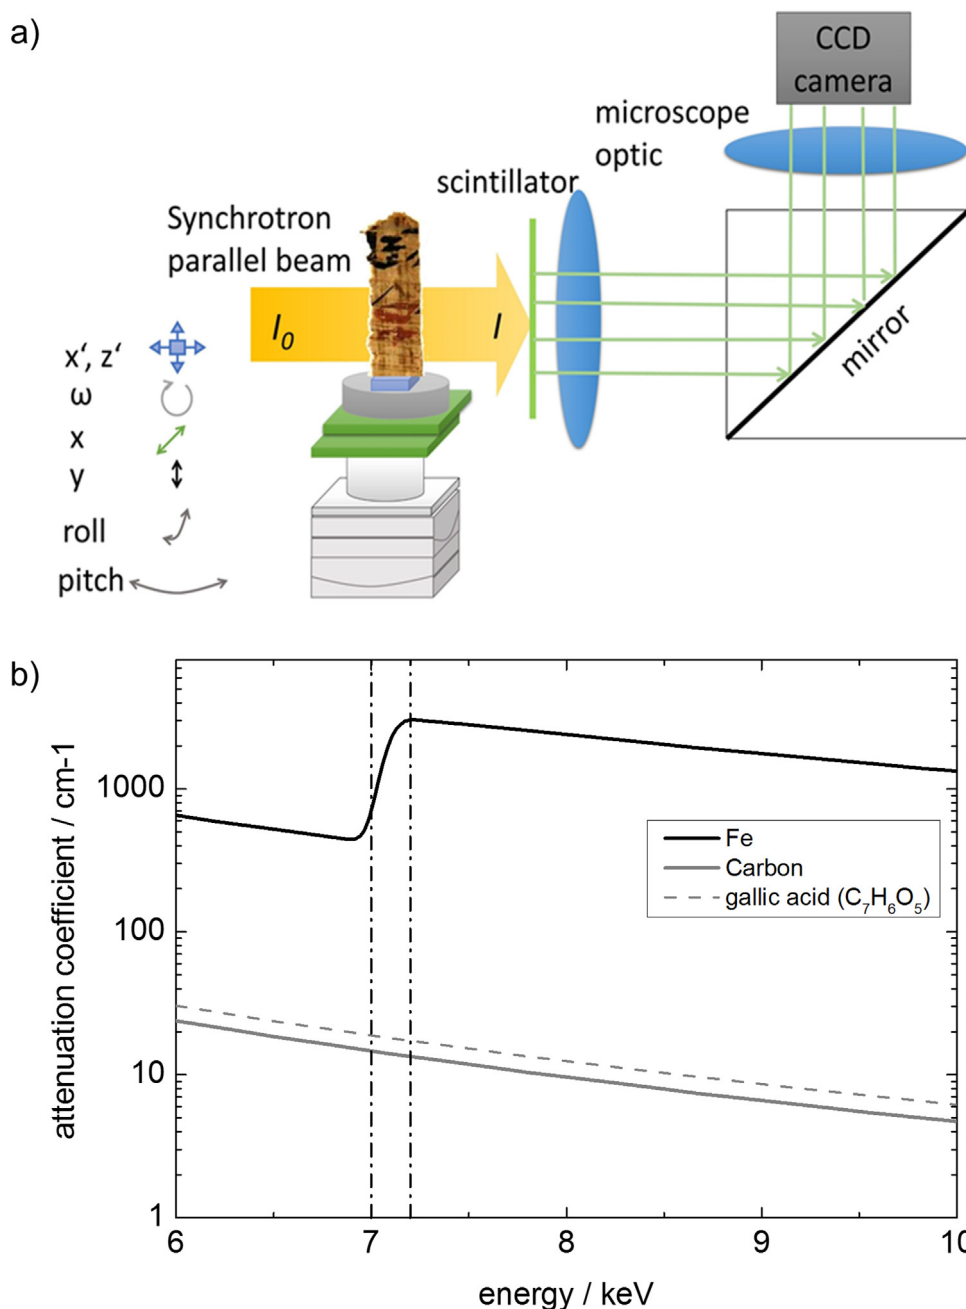 a)
CCD
camera
microscope
optic
scintillator
Synchrotron
parallel beam
I0
I
mirror
x‘, z‘
ω
x
y
roll
pitch
b)
attenuation coefficient / cm-1
1000
100
10
1
Fe
Carbon
gallic acid (C7H6O5)
6
7
8
9
10
energy / keV